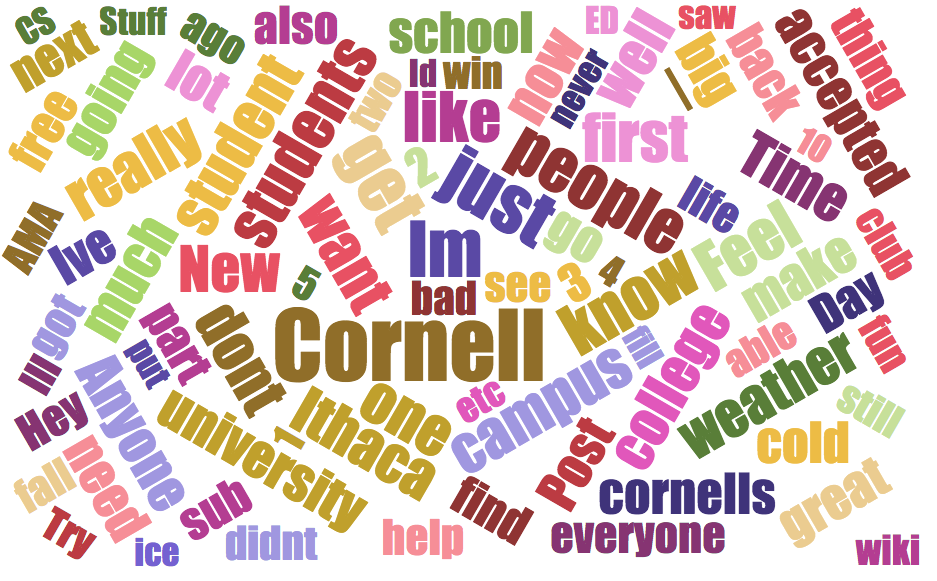 cs
next
Stuff
ago
also
school
ED
saw
thing
accepted
free
going
lot
student
students
two
Id
win
like
now
never
Well
/
big
back
first
10
Time
really
get
2
just
people
life
go
Feel
club
AMA
Ive
much
New
5
want
Im
bad
see
3
4
know
make
Day
got
Ill
put
part
dont
Cornell
hill
college
able
fun
Hey
Anyone
university
1
Ithaca
one
etc
campus
weather
still
cold
fall
need
sub
find
Post
cornells
great
Try
ice
didnt
help
everyone
wiki